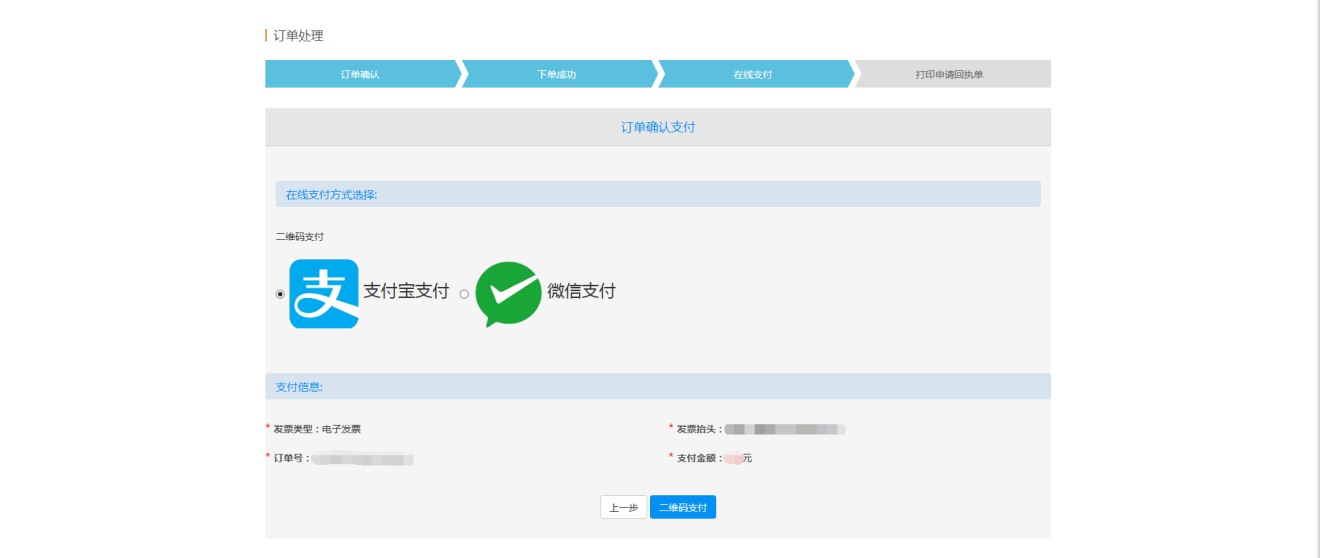 订单处理
订单确认 下单成功 在线支付 打印申请回执单
订单确认支付
在线支付方式选择:
二维码支付
支 支付宝支付 微信支付
支付信息:
* 发票类型：电子发票 * 发票抬头：
* 订单号： * 支付金额： 元
上一步 二维码支付